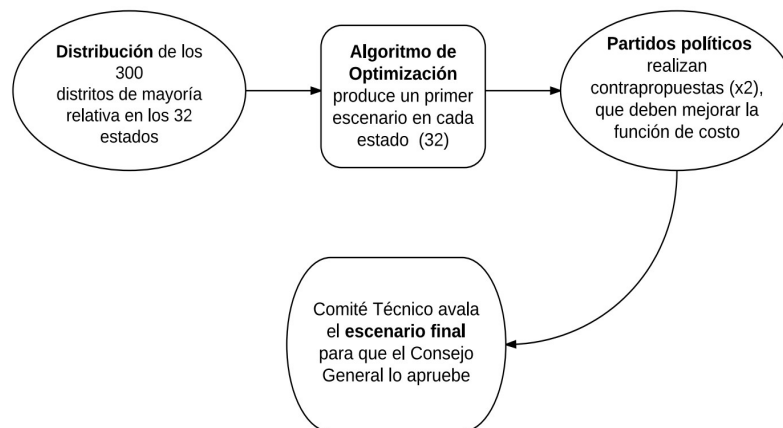 Distribución de los
300
distritos de mayoría
relativa en los 32
estados
Algoritmo de
Optimización
produce un primer
escenario en cada
estado (32)
Partidos políticos
realizan
contrapropuestas (x2),
que deben mejorar la
función de costo
Comité Técnico avala
el escenario final
para que el Consejo
General lo apruebe